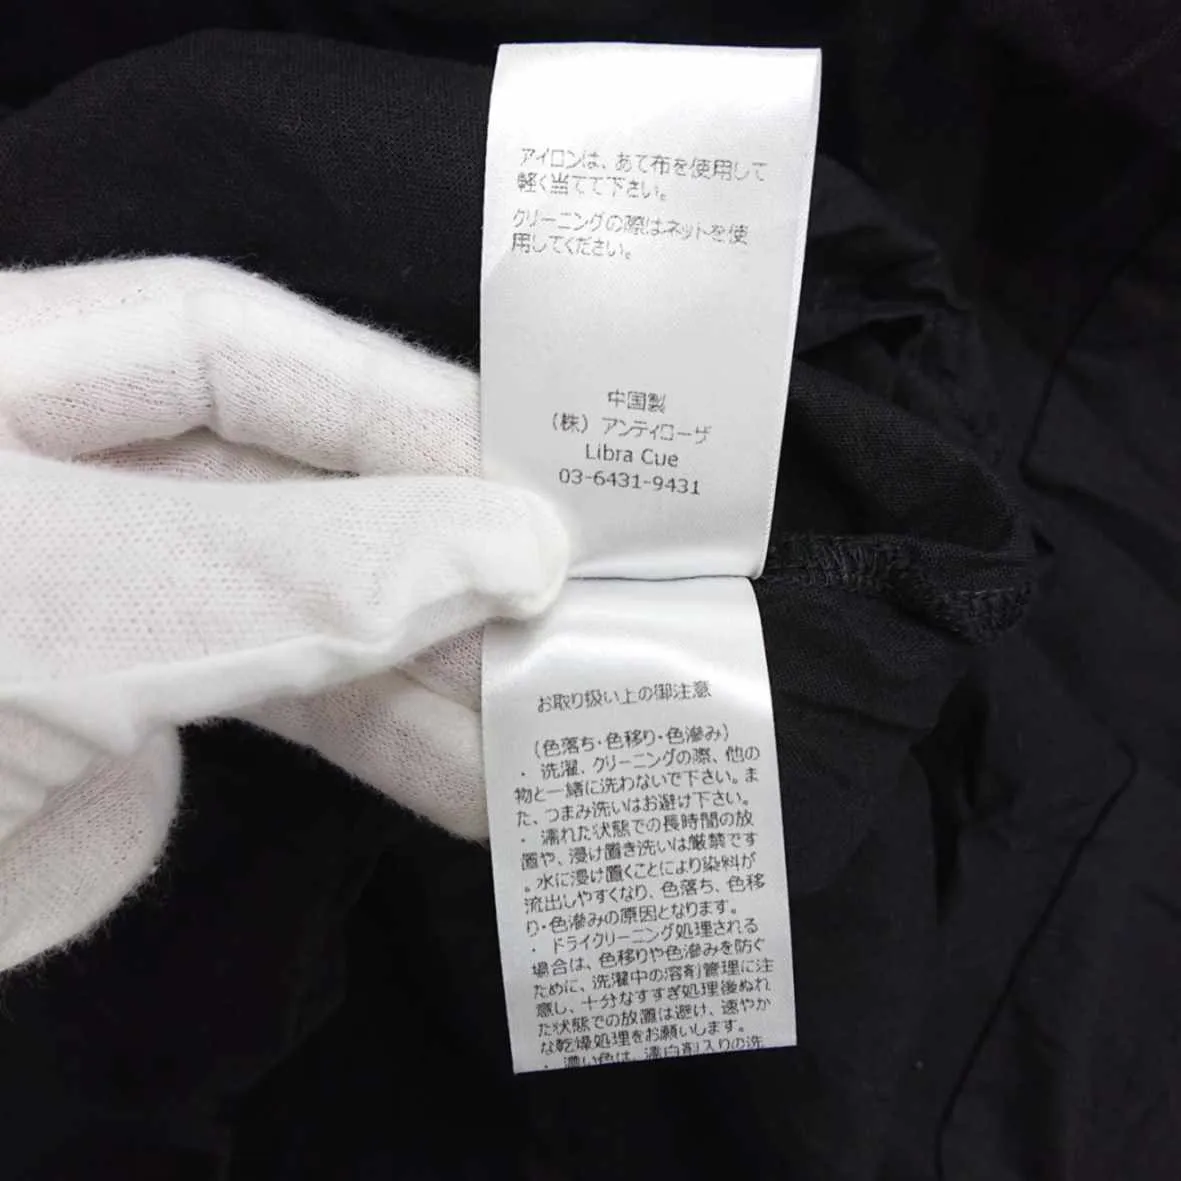 アイロンは、あて布を使用して
軽く当てて下さい。
クリーニングの際はネットを使
用してください。
中国製
(株) アンティローザ
Libra Cue
03-6431-9431
お取り扱い上の御注意
(色落ち・色移り・色滲み)
・ 洗濯、クリーニングの際、他の
物と一緒に洗わないで下さい。ま
た、つまみ洗いはお避け下さい。
・ 濡れた状態での長時間の放
置や、浸け置き洗いは厳禁です
。水に浸け置くことにより染料が
流出しやすくなり、色落ち、色移
り・色滲みの原因となります。
・ ドライクリーニング処理される
場合は、色移りや色滲みを防ぐ
ために、洗濯中の溶剤管理に注
意し、十分なすすぎ処理後ぬれ
た状態での放置は避け、速やか
な乾燥処理をお願いします。
・ 濃い色は、漂白剤入りの洗